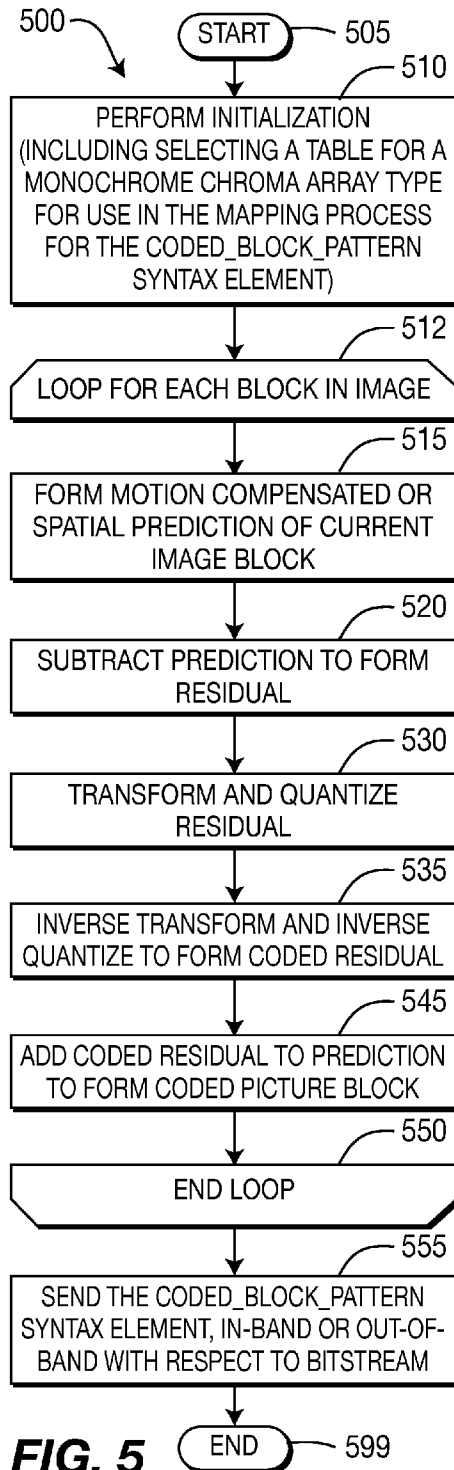 500
START
505
510
PERFORM INITIALIZATION
(INCLUDING SELECTING A TABLE FOR A
MONOCHROME CHROMA ARRAY TYPE
FOR USE IN THE MAPPING PROCESS
FOR THE CODED_BLOCK_PATTERN
SYNTAX ELEMENT)
512
LOOP FOR EACH BLOCK IN IMAGE
515
FORM MOTION COMPENSATED OR
SPATIAL PREDICTION OF CURRENT
IMAGE BLOCK
520
SUBTRACT PREDICTION TO FORM
RESIDUAL
530
TRANSFORM AND QUANTIZE
RESIDUAL
535
INVERSE TRANSFORM AND INVERSE
QUANTIZE TO FORM CODED RESIDUAL
545
ADD CODED RESIDUAL TO PREDICTION
TO FORM CODED PICTURE BLOCK
550
END LOOP
555
SEND THE CODED_BLOCK_PATTERN
SYNTAX ELEMENT, IN-BAND OR OUT-OF-
BAND WITH RESPECT TO BITSTREAM
FIG. 5
END
599